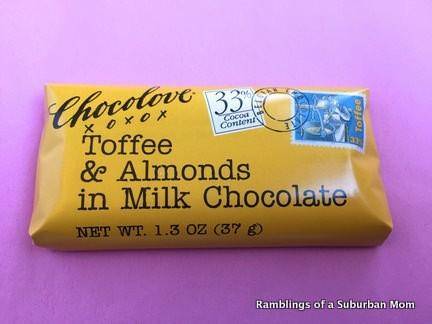 Chocolove
x o x o x
33%
Cocoa
Content
Toffee
33%
Toffee
& Almonds
in Milk Chocolate
NET WT. 1.3 OZ (37 g)
Ramblings of a Suburban Mom